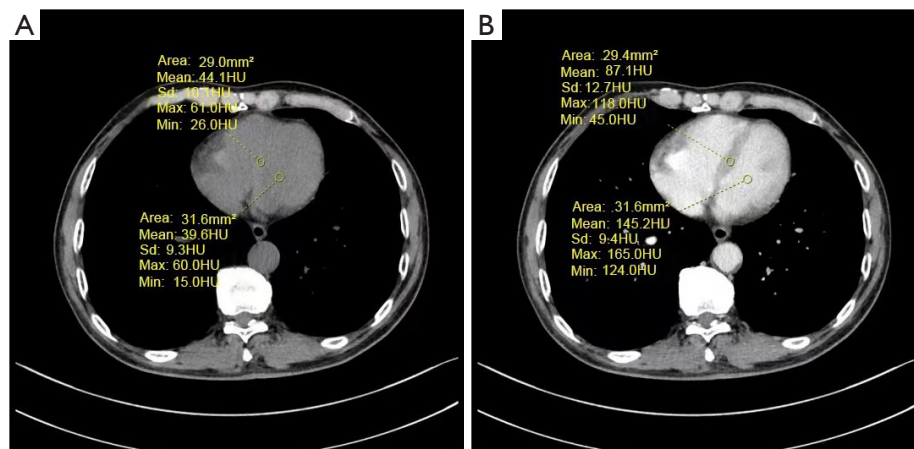 A
Area: 29.0mm²
Mean: 44.1HU
Sd: 10.1HU
Max: 61.0HU
Min: 26.0HU
Area: 31.6mm²
Mean: 39.6HU
Sd: 9.3HU
Max: 60.0HU
Min: 15.0HU
B
Area: 29.4mm²
Mean: 87.1HU
Sd: 12.7HU
Max: 118.0HU
Min: 45.0HU
Area: 31.6mm²
Mean: 145.2HU
Sd: 9.4HU
Max: 165.0HU
Min: 124.0HU